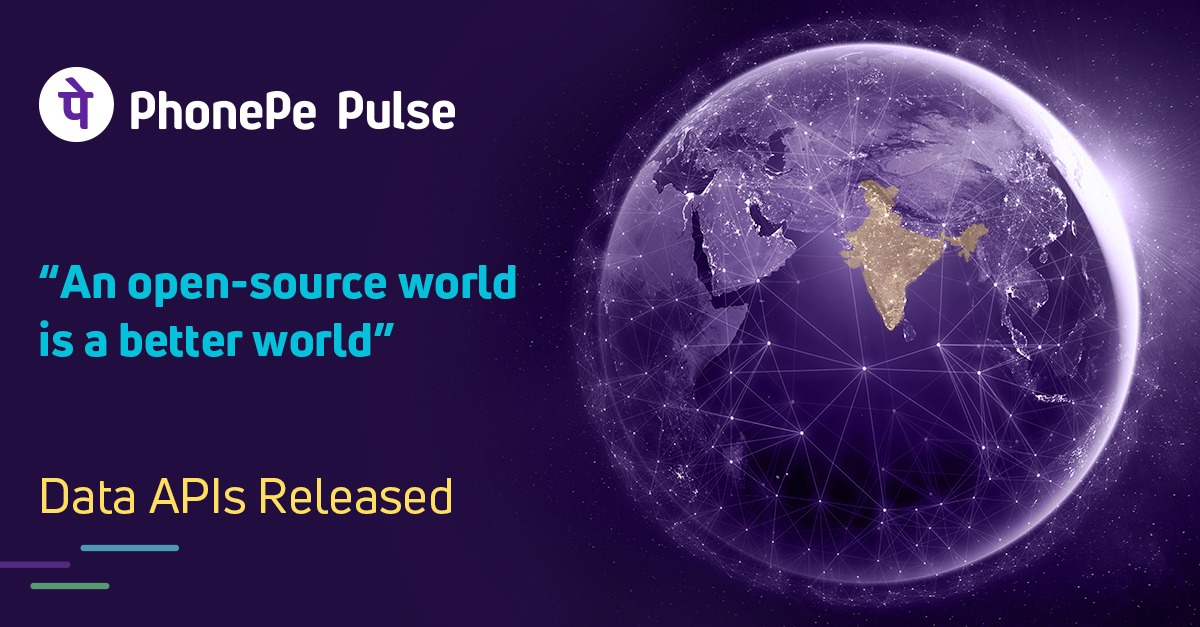 पे PhonePe Pulse
“An open-source world
is a better world”
Data APIs Released